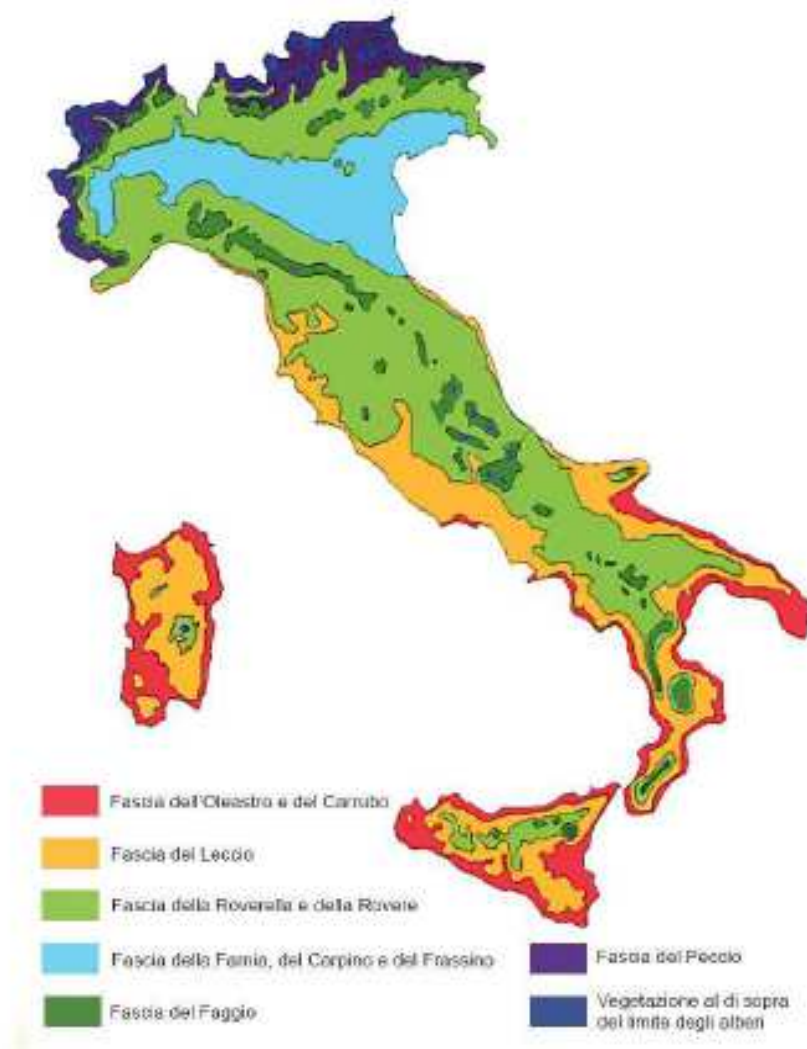 Fascia dell'Oleastro e del Carrubo
Fascia del Leccio
Fascia della Roverella e della Rovere
Fascia della Farnia, del Carpino e del Frassino
Fascia del Faggio
Fascia del Peccio
Vegetazione al di sopra
del limite degli alberi